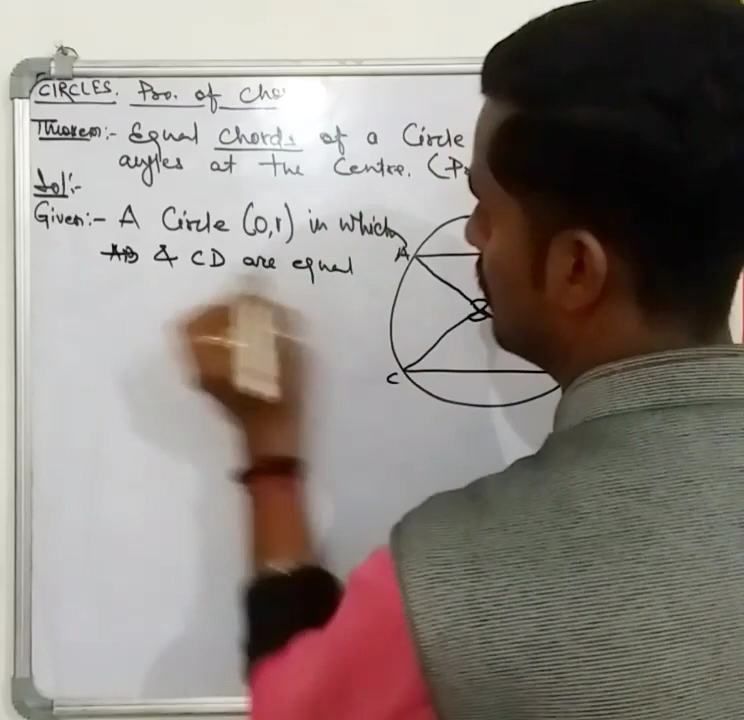 CIRCLES. Pro. of Cho
Theorem:- Equal chords of a Circle
angles at the Centre. (Pr
Sol:-
Given:- A Circle (O,r) in which
AB & CD are equal
A
C